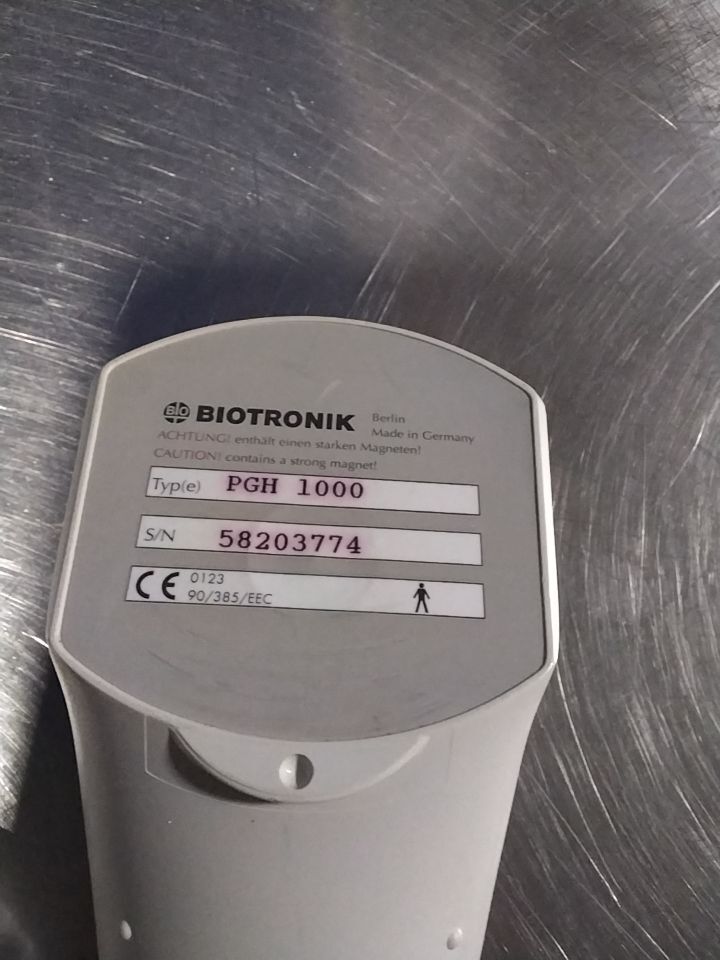 BIO BIOTRONIK Berlin
Made in Germany
ACHTUNG! enthält einen starken Magneten!
CAUTION! contains a strong magnet!
Typ(e) PGH 1000
S/N 58203774
CE 0123
90/385/EEC